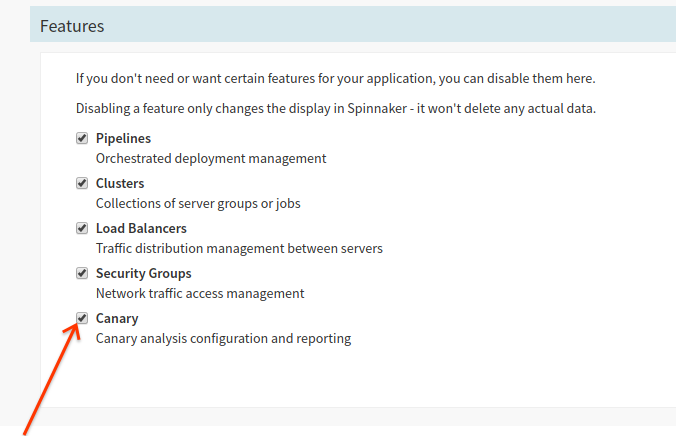 Features
If you don't need or want certain features for your application, you can disable them here.
Disabling a feature only changes the display in Spinnaker - it won't delete any actual data.
Pipelines
Orchestrated deployment management
Clusters
Collections of server groups or jobs
Load Balancers
Traffic distribution management between servers
Security Groups
Network traffic access management
Canary
Canary analysis configuration and reporting